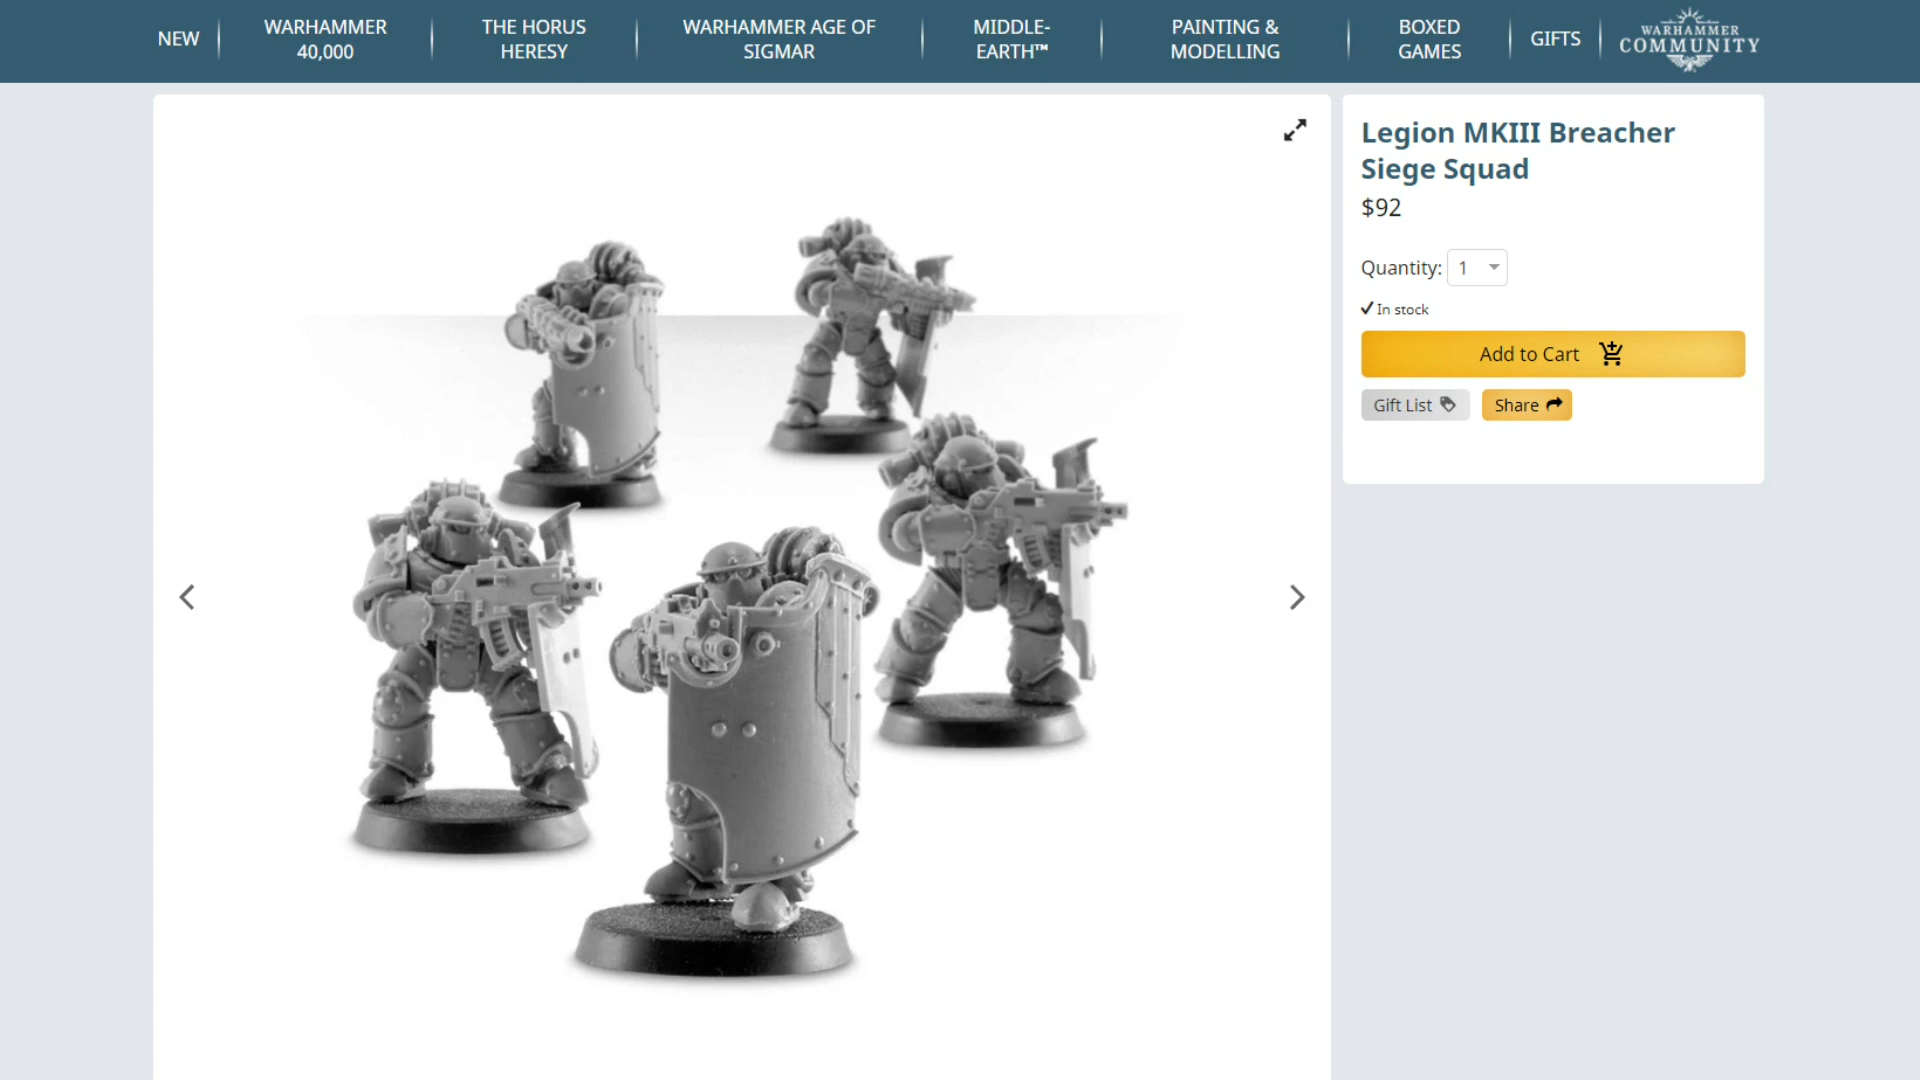 NEW
WARHAMMER
40,000
THE HORUS
HERESY
WARHAMMER AGE OF
SIGMAR
MIDDLE-
EARTH™
PAINTING &
MODELLING
BOXED
GAMES
GIFTS
WARHAMMER
COMMUNITY
Legion MKIII Breacher
Siege Squad
$92
Quantity: 1
In stock
Add to Cart
Gift List
Share